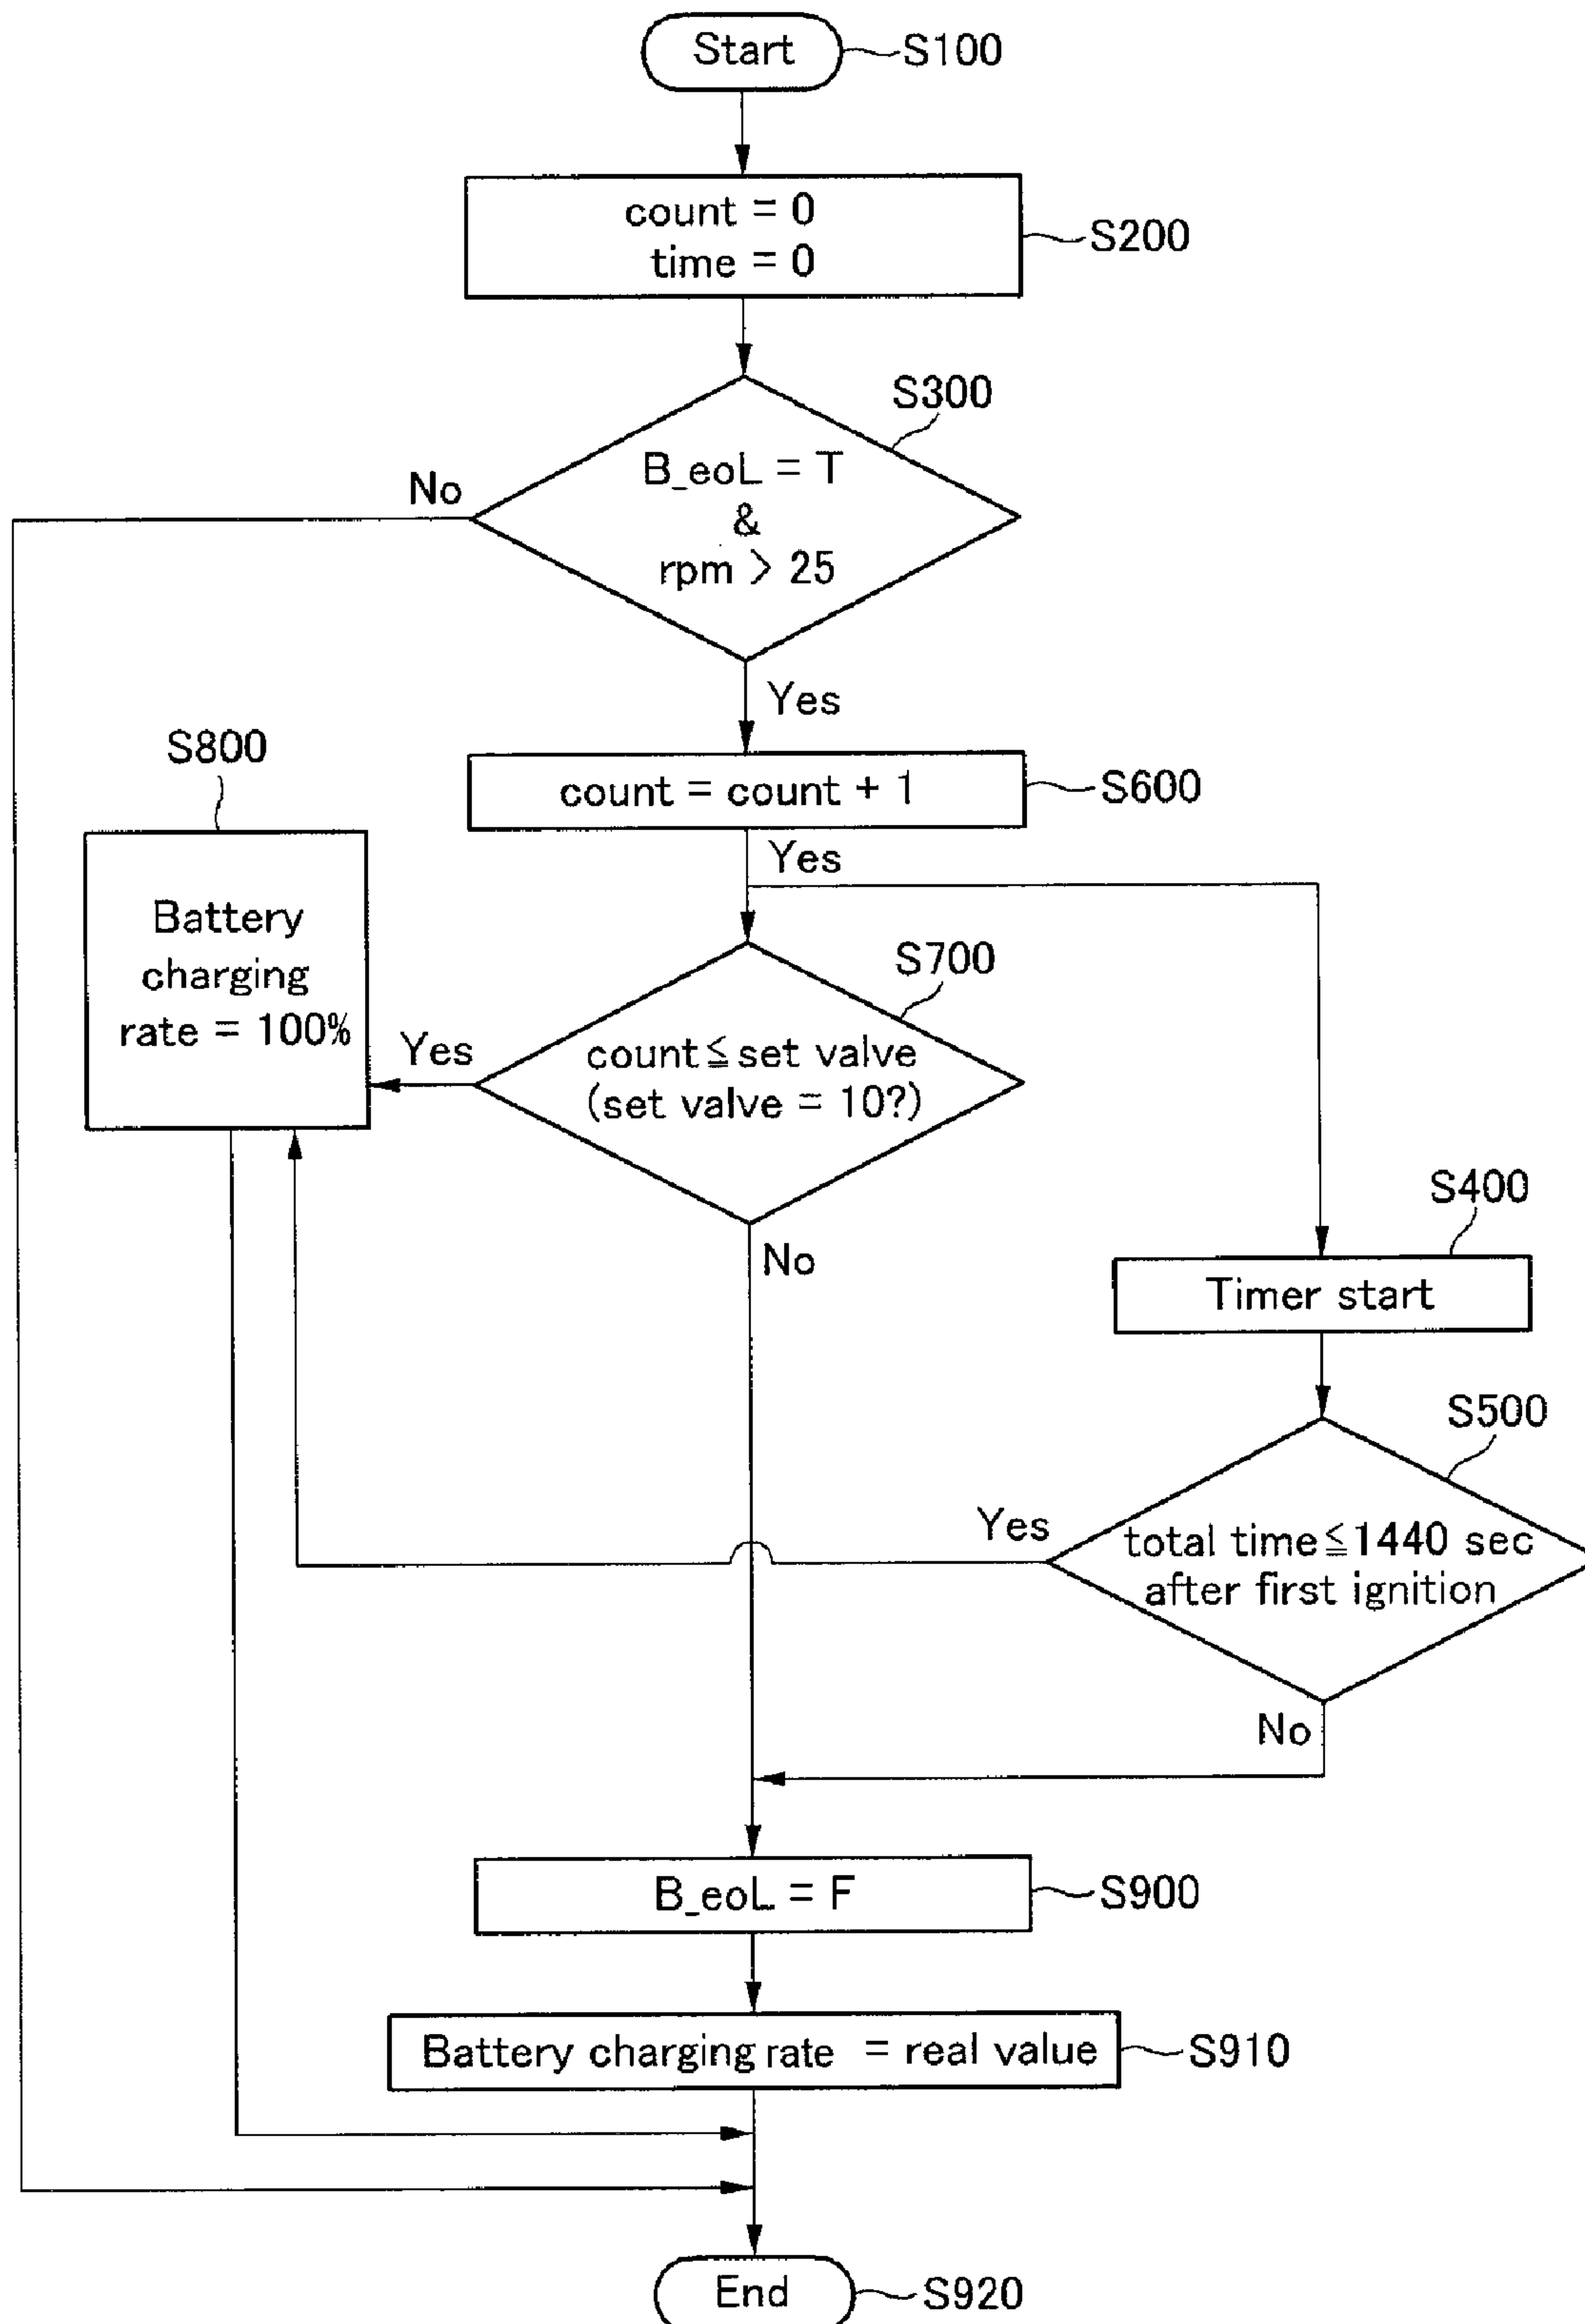 Start
S100
count = 0
time = 0
S200
S300
B_eoL = T
&
rpm > 25
No
Yes
S800
count = count + 1
S600
Yes
Battery
charging
rate = 100%
S700
count≦set valve
(set valve = 10?)
Yes
No
S400
Timer start
S500
total time≦1440 sec
after first ignition
Yes
No
B_eoL = F
S900
Battery charging rate = real value
S910
End
S920